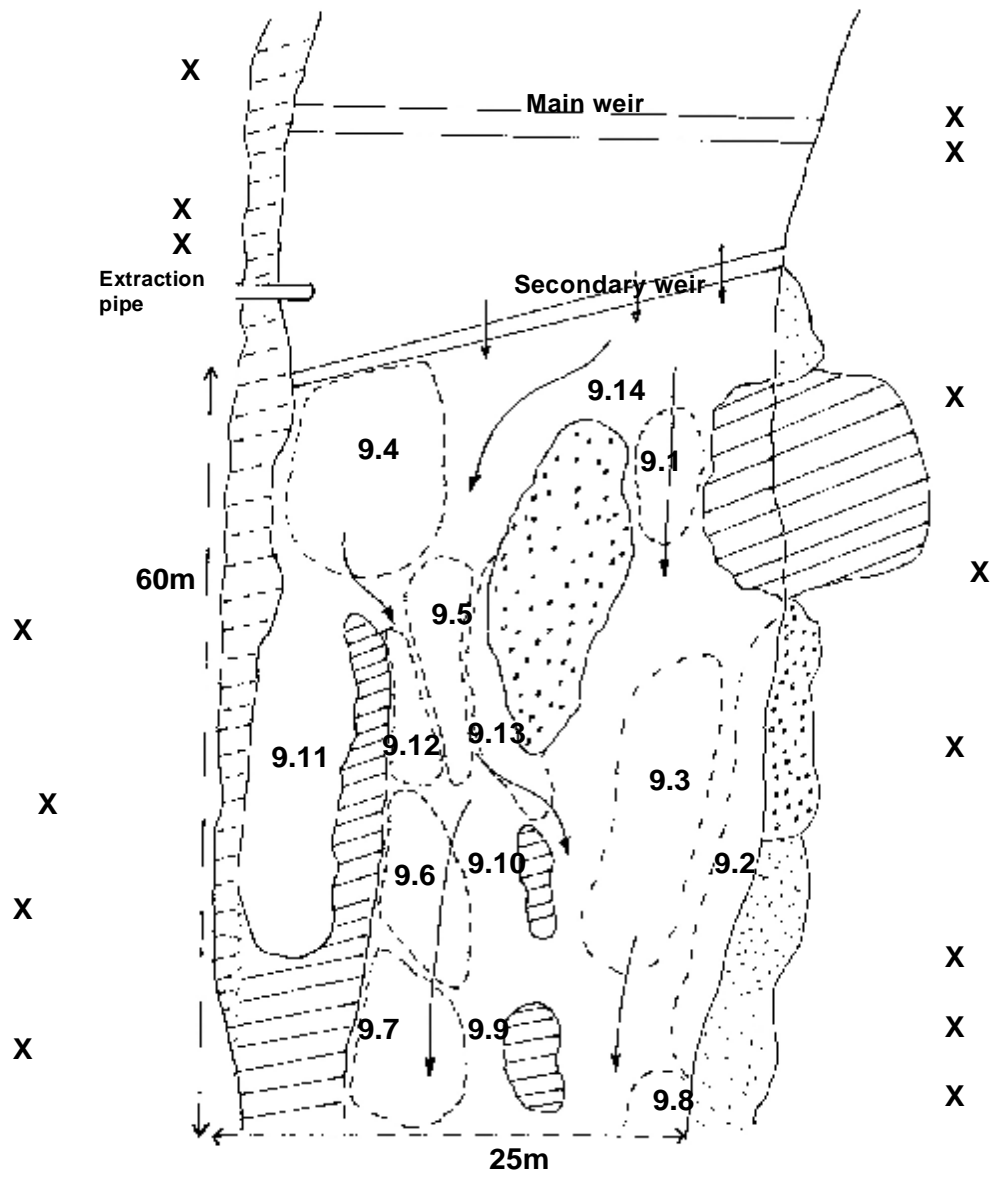 X
Main weir
X
X
X
X
Extraction
pipe
Secondary weir
9.14
X
9.4
9.1
60m
X
9.5
X
9.13
9.12
X
9.11
9.3
X
9.2
9.10
9.6
X
X
9.7
9.9
X
X
9.8
X
25m